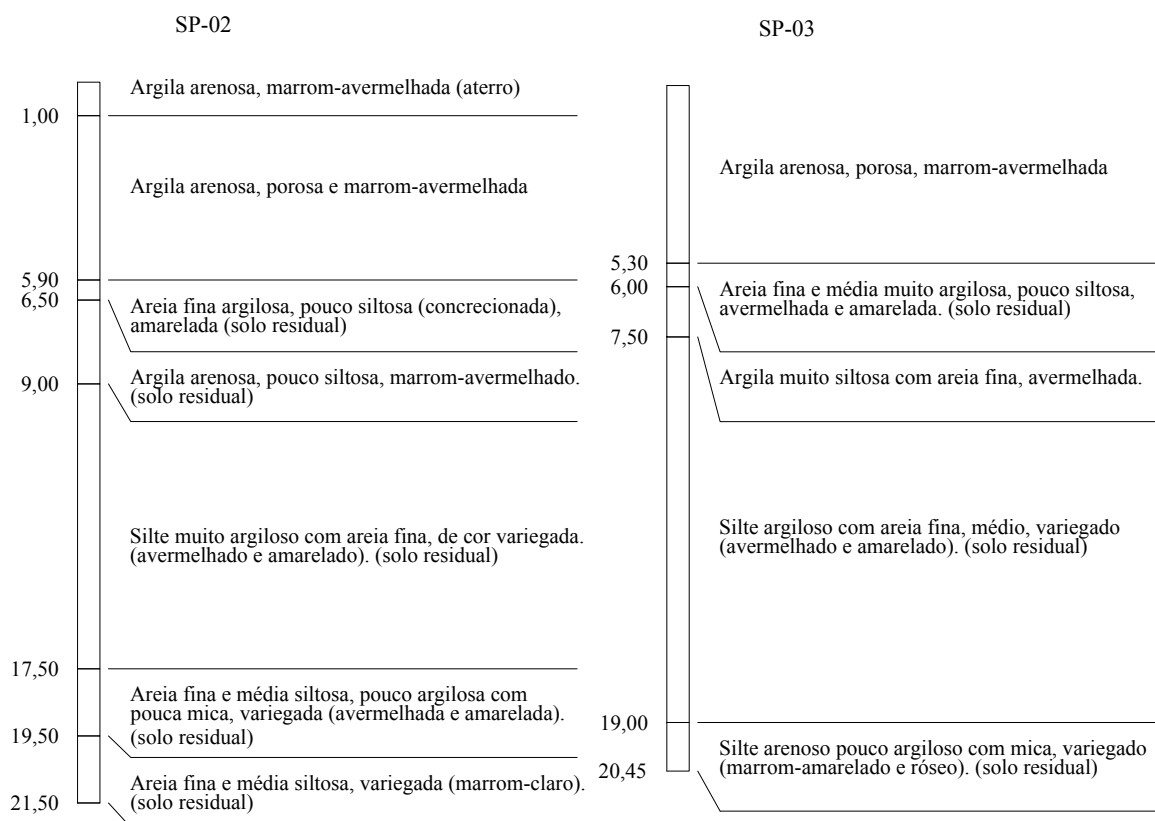 SP-02
Argila arenosa, marrom-avermelhada (aterro)
1,00
Argila arenosa, porosa e marrom-avermelhada
5,90
6,50
Areia fina argilosa, pouco siltosa (concrecionada),
amarelada (solo residual)
9,00
Argila arenosa, pouco siltosa, marrom-avermelhado.
(solo residual)
Silte muito argiloso com areia fina, de cor variegada.
(avermelhado e amarelado). (solo residual)
17,50
Areia fina e média siltosa, pouco argilosa com
pouca mica, variegada (avermelhada e amarelada).
(solo residual)
19,50
Areia fina e média siltosa, variegada (marrom-claro).
(solo residual)
21,50
SP-03
Argila arenosa, porosa, marrom-avermelhada
5,30
6,00
Areia fina e média muito argilosa, pouco siltosa,
avermelhada e amarelada. (solo residual)
7,50
Argila muito siltosa com areia fina, avermelhada.
Silte argiloso com areia fina, médio, variegado
(avermelhado e amarelado). (solo residual)
19,00
Silte arenoso pouco argiloso com mica, variegado
(marrom-amarelado e róseo). (solo residual)
20,45